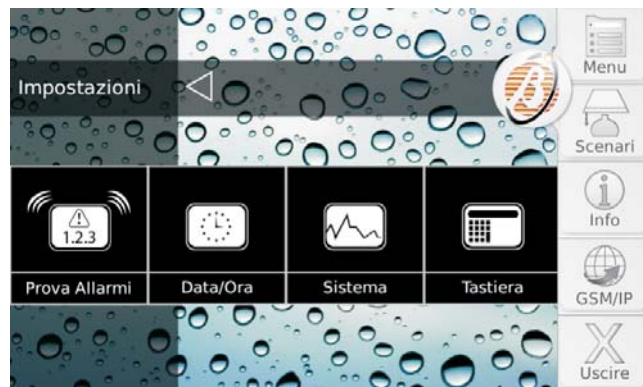 Impostazioni
Menu
Scenari
Info
GSM/IP
Uscire
1.2.3
Prova Allarmi
Data/Ora
Sistema
Tastiera